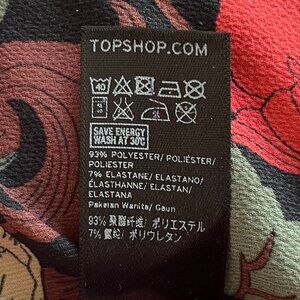 TOPSHOP.COM
40
SAVE ENERGY
WASH AT 30°C
93% POLYESTER/ POLIÉSTER/
POLIESTER
7% ELASTANE/ ELASTANO/
ÉLASTHANNE/ ELASTAN/
ELASTANA
Pakaian Wanita/ Gaun
93% 聚酯纤维/ ポリエステル
7% 氨纶/ ポリウレタン